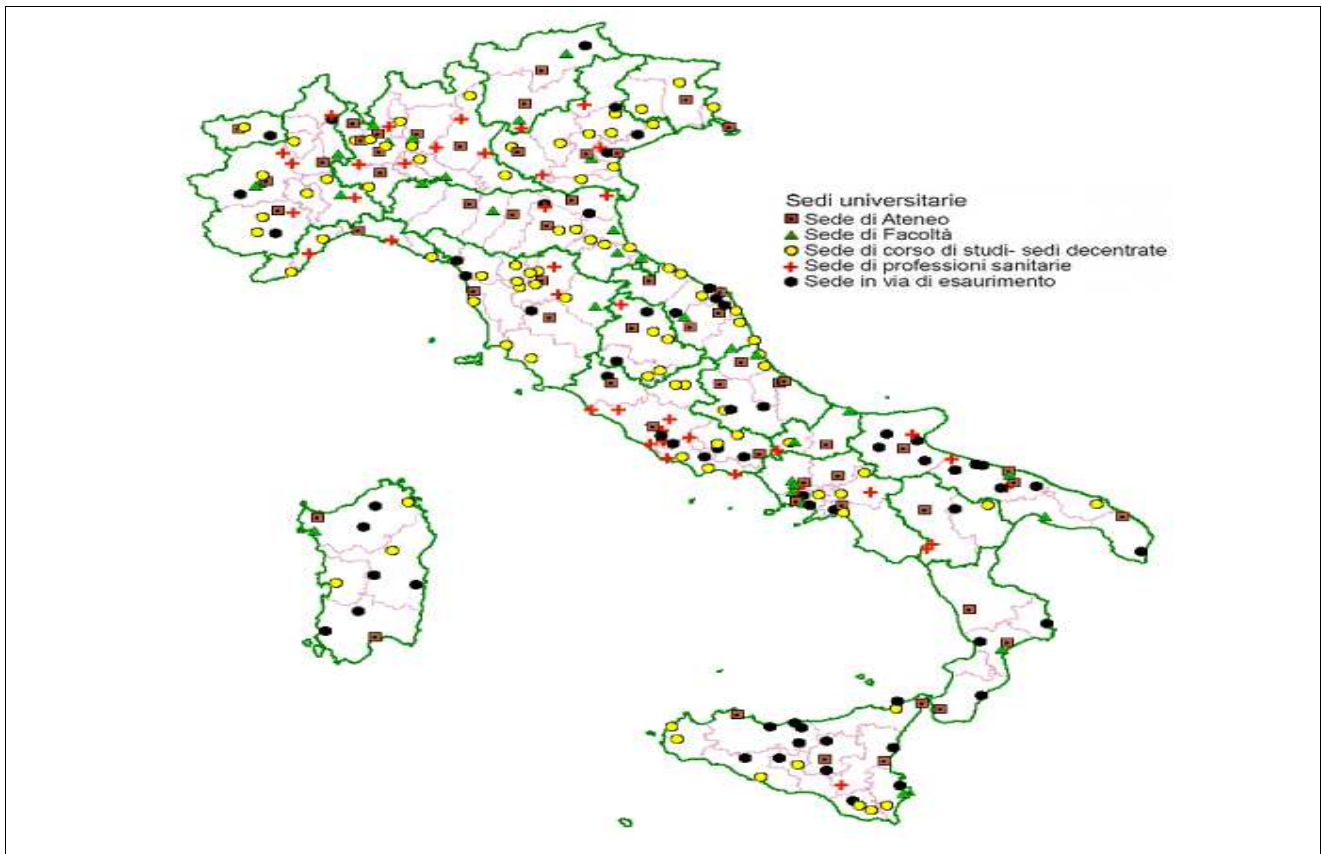 Sedi universitarie
Sede di Ateneo
Sede di Facoltà
Sede di corso di studi- sedi decentrate
Sede di professioni sanitarie
Sede in via di esaurimento